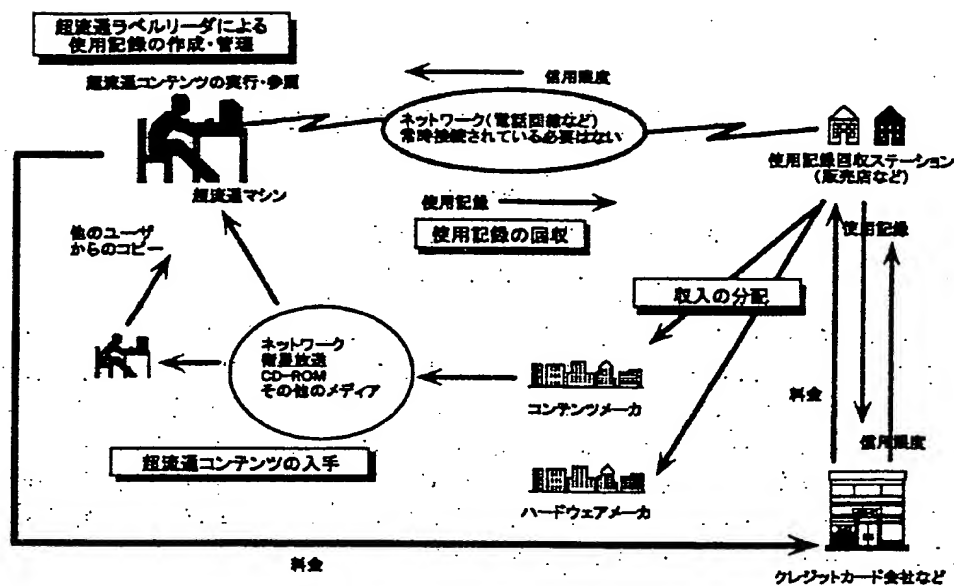 超流通ラベルリーダによる
使用記録の作成・管理
超流通コンテンツの実行・参照
信用限度
ネットワーク(電話回線など)
常時接続されている必要はない
使用記録回収ステーション
(販売店など)
超流通マシン
使用記録
使用記録の回収
使用記録
他のユーザ
からのコピー
収入の分配
ネットワーク
衛星放送
CD-ROM
その他のメディア
コンテンツメーカ
料金
信用限度
超流通コンテンツの入手
ハードウェアメーカ
料金
クレジットカード会社など